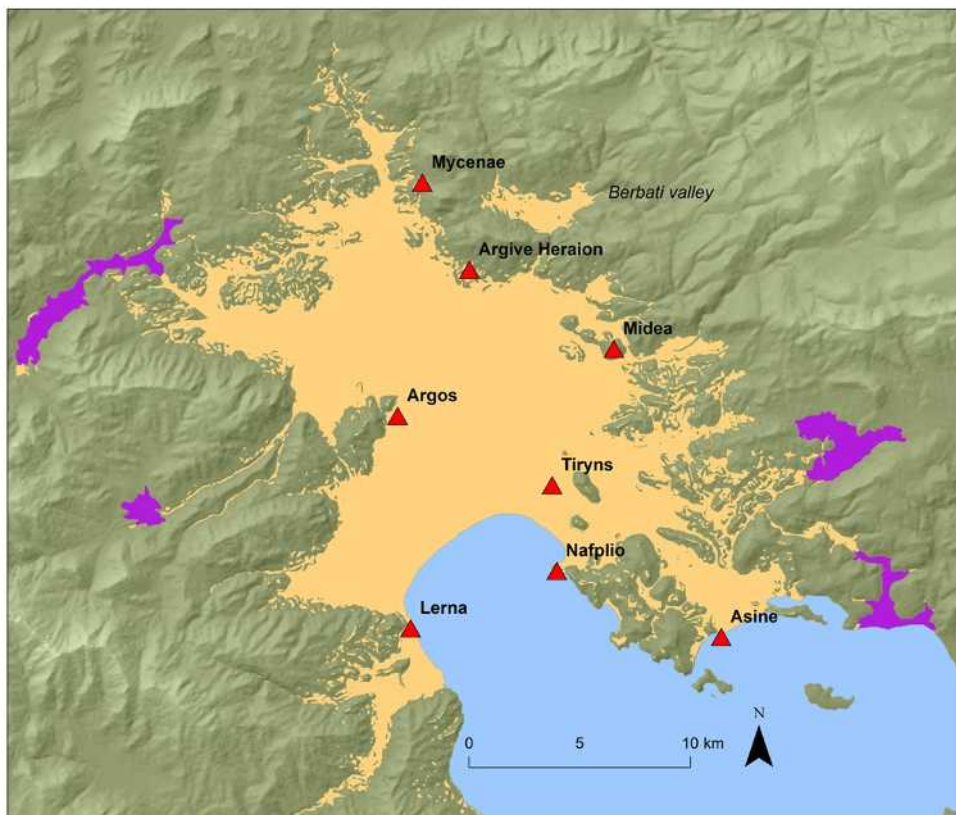 Mycenae
Berbati valley
Argive Heraion
Midea
Argos
Tiryns
Nafplio
Lerna
Asine
N
0 5 10 km